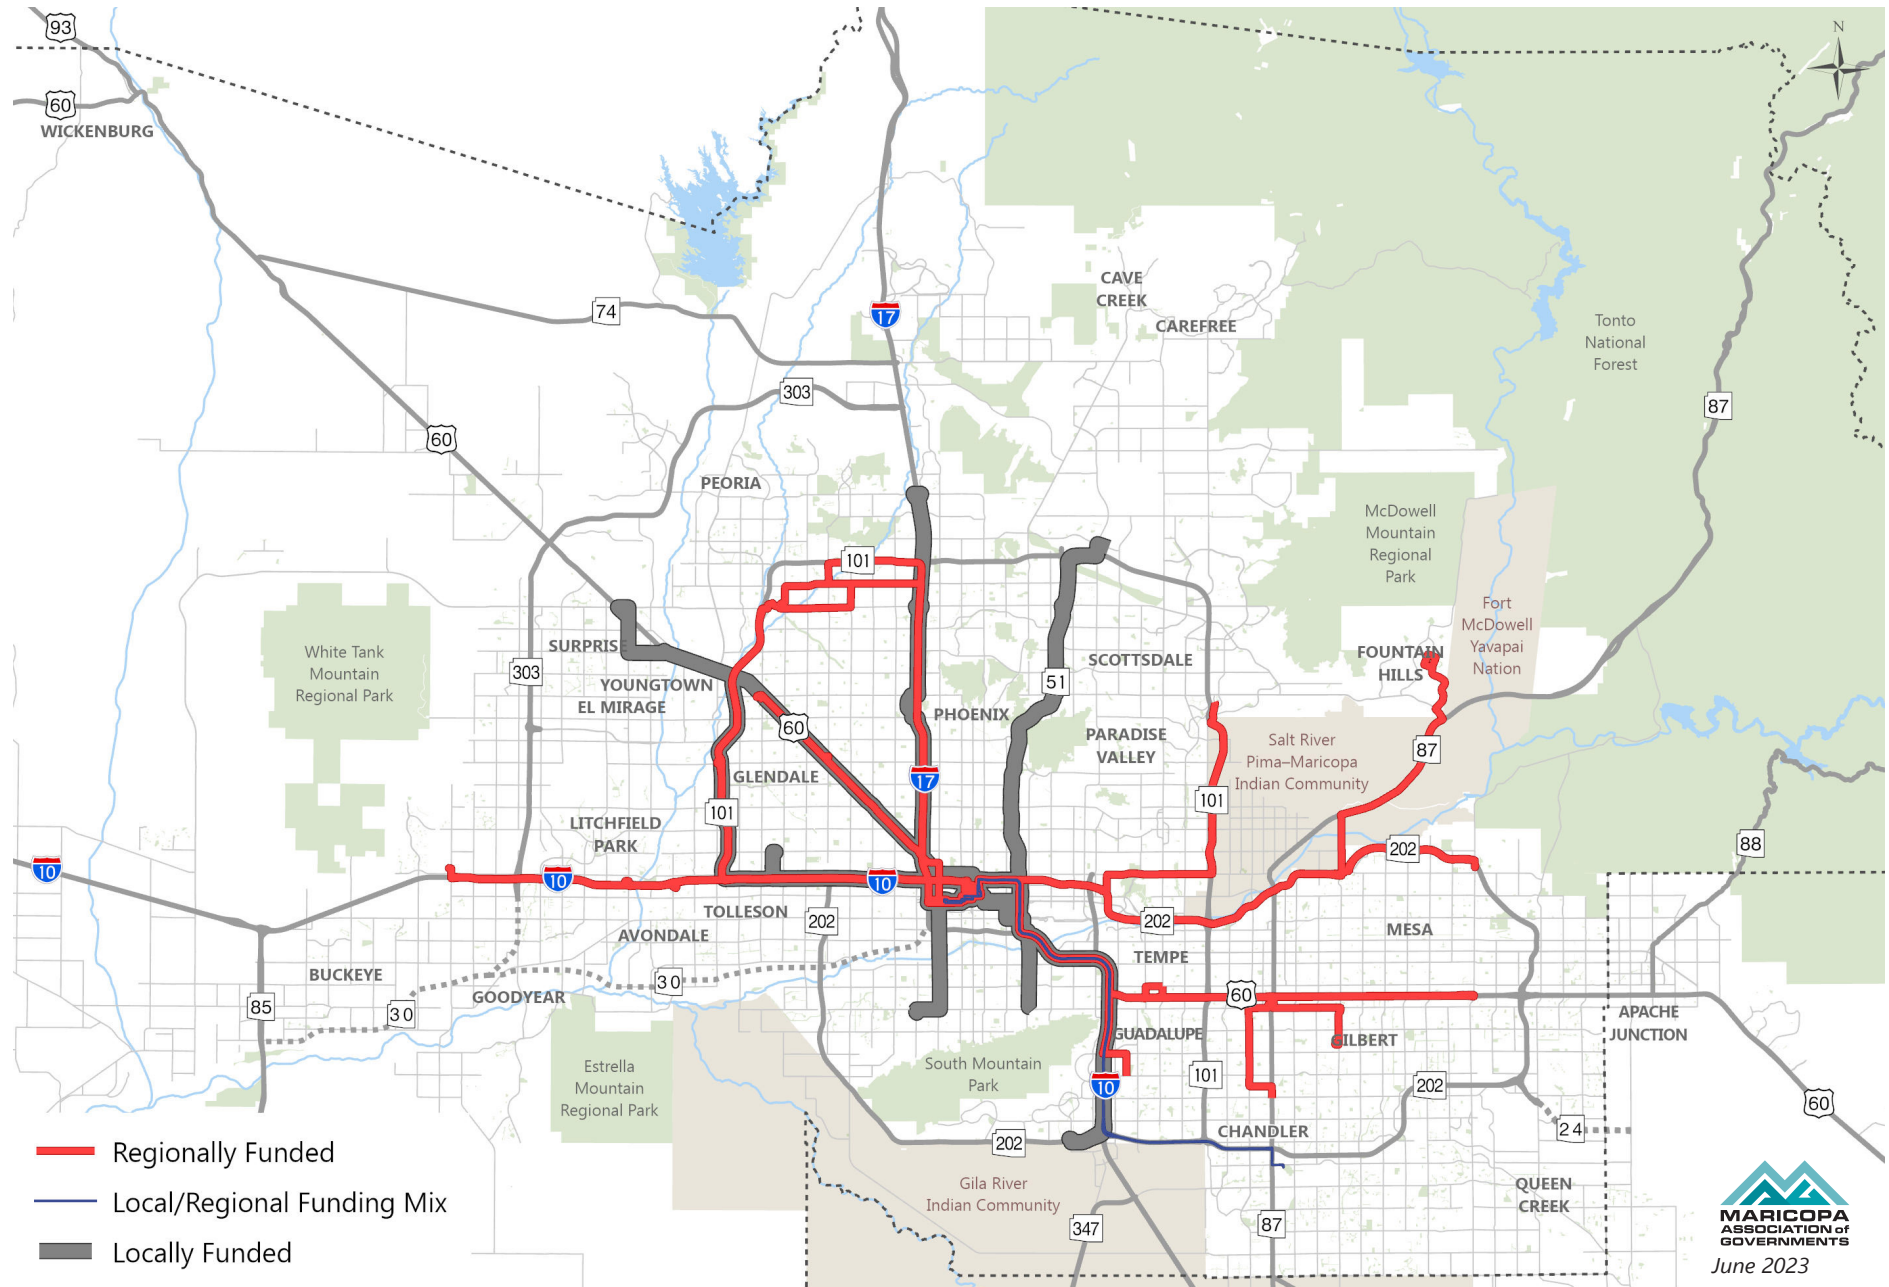 N
93
60
WICKENBURG
CAVE
CREEK
17
74
CAREFREE
Tonto
National
Forest
303
87
60
PEORIA
McDowell
Mountain
Regional
Park
101
Fort
McDowell
Yavapai
Nation
White Tank
Mountain
Regional Park
SURPRISE
303
YOUNGTOWN
EL MIRAGE
SCOTTSDALE
FOUNTAIN
HILLS
51
PHOENIX
60
PARADISE
VALLEY
Salt River
Pima–Maricopa
Indian Community
87
GLENDALE
17
101
101
LITCHFIELD
PARK
88
202
10
10
10
TOLLESON
202
202
AVONDALE
MESA
TEMPE
BUCKEYE
30
GOODYEAR
60
85
30
APACHE
JUNCTION
GUADALUPE
GILBERT
Estrella
Mountain
Regional Park
South Mountain
Park
10
101
202
60
24
202
CHANDLER
Gila River
Indian Community
QUEEN
CREEK
347
87
Regionally Funded
Local/Regional Funding Mix
Locally Funded
MARICOPA
ASSOCIATION of
GOVERNMENTS
June 2023